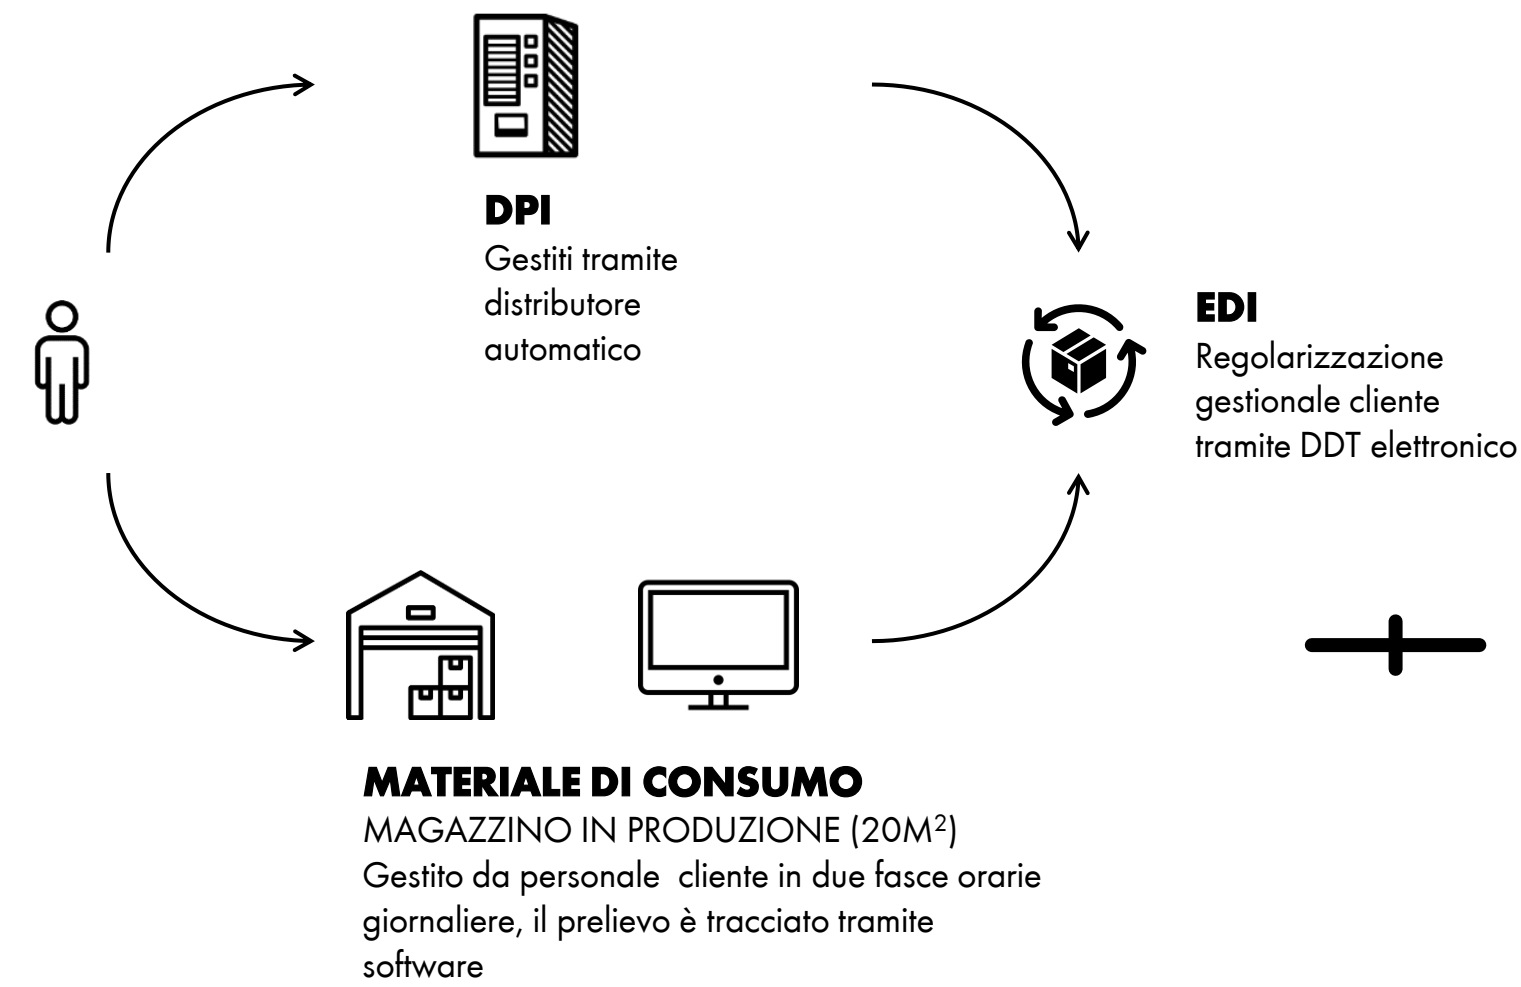 DPI
Gestiti tramite
distributore
automatico
EDI
Regolarizzazione
gestionale cliente
tramite DDT elettronico
MATERIALE DI CONSUMO
MAGAZZINO IN PRODUZIONE (20M²)
Gestito da personale  cliente in due fasce orarie
giornaliere, il prelievo è tracciato tramite
software